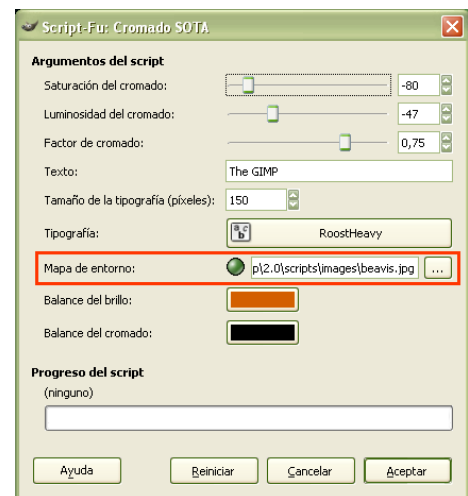 Script-Fu: Cromado SOTA
Argumentos del script
Saturación del cromado: -80
Luminosidad del cromado: -47
Factor de cromado: 0,75
Texto: The GIMP
Tamaño de la tipografía (píxeles): 150
Tipografía: RoostHeavy
Mapa de entorno: p\2.0\scripts\images\beavis.jpg ...
Balance del brillo:
Balance del cromado:
Progreso del script
(ninguno)
Ayuda Reiniciar Cancelar Aceptar